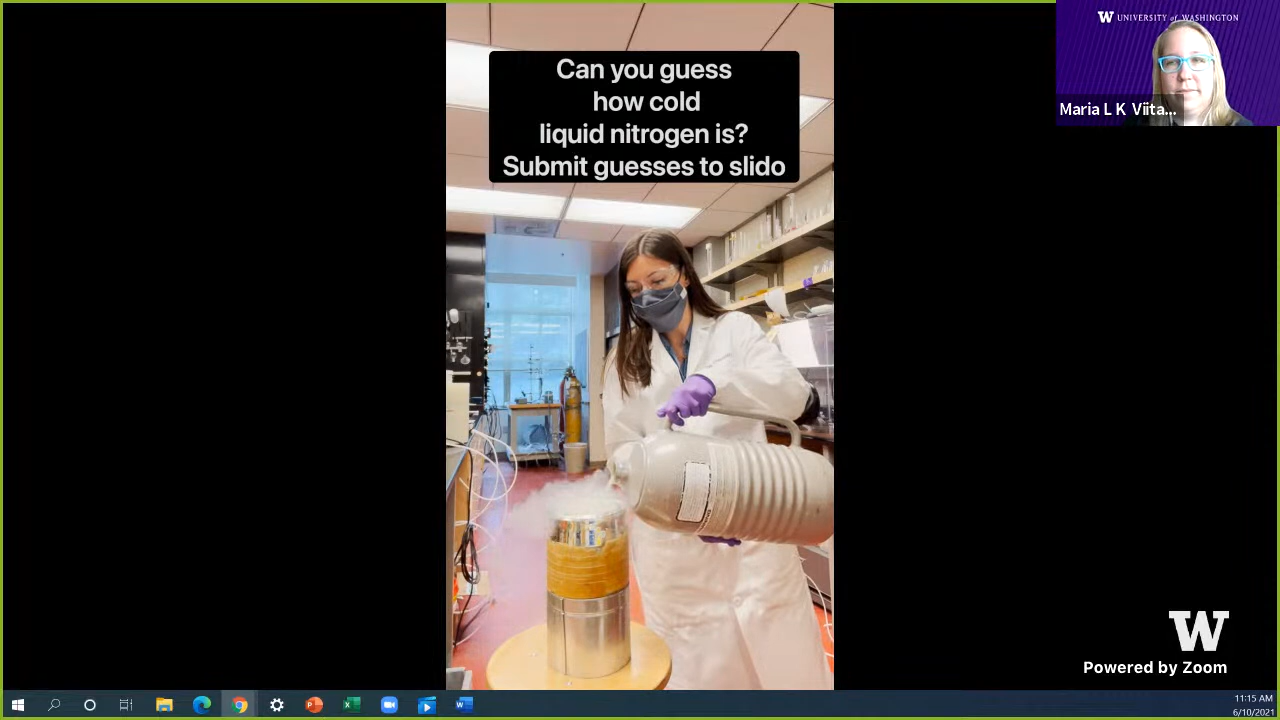 Can you guess
how cold
liquid nitrogen is?
Submit guesses to slido
W UNIVERSITY of WASHINGTON
Maria L K Viita...
W
Powered by Zoom
11:15 AM
6/10/2021